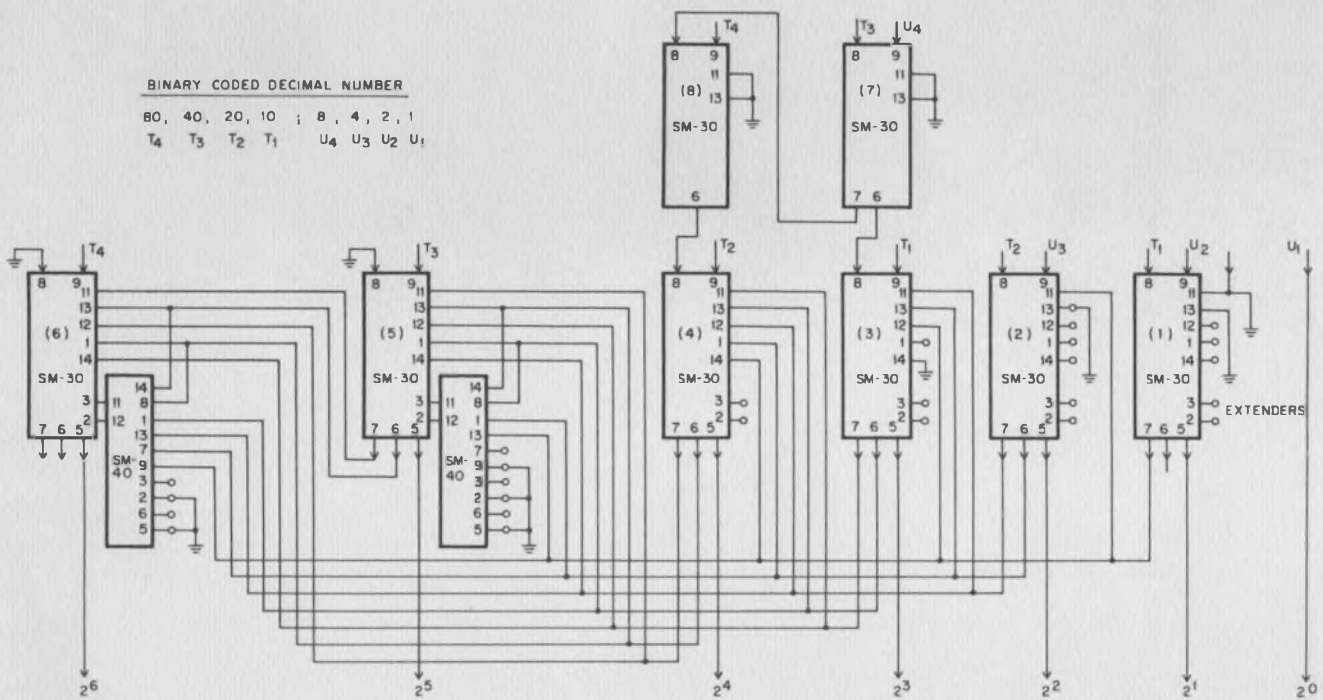 BINARY CODED DECIMAL NUMBER
80, 40, 20, 10 ; 8, 4, 2, 1
T4 T3 T2 T1 U4 U3 U2 U1
T4
8 9
11
(8)
13
SM-30
6
T3 U4
8 9
11
(7)
13
SM-30
7 6
T4
8 9
11
13
(6)
12
1
14
SM-30
3
2
7 6 5
14
11 8
12 1
13
SM-
40
7
9
3
2
6
5
T3
8 9
11
13
(5)
12
1
14
SM-30
3
2
7 6 5
14
11 8
12 1
13
SM-
40
7
9
3
2
6
5
T2
8 9
11
13
(4)
12
1
14
SM-30
3
2
7 6 5
T1
8 9
11
13
(3)
12
1
14
SM-30
3
2
7 6 5
T2 U3
8 9
11
13
(2)
12
1
14
SM-30
3
2
7 6 5
T1 U2
8 9
11
13
(1)
12
1
14
SM-30
3
2
7 6 5
EXTENDERS
U1
2^6 2^5 2^4 2^3 2^2 2^1 2^0